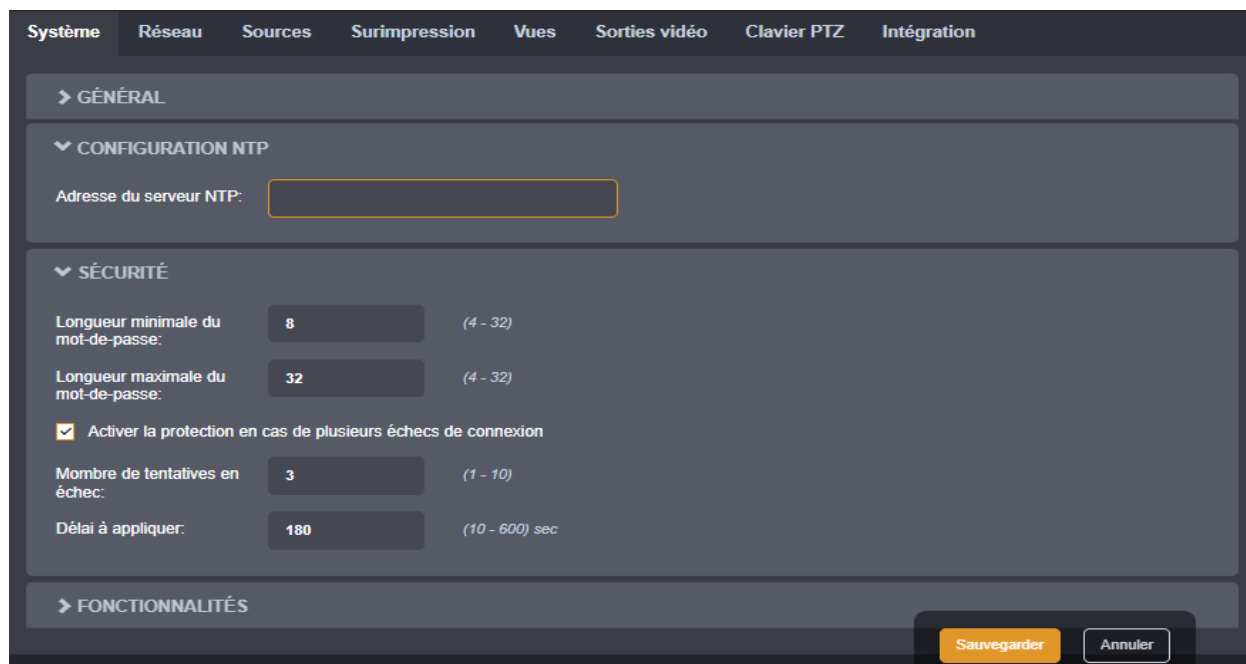 Système Réseau Sources Surimpression Vues Sorties vidéo Clavier PTZ Intégration
GÉNÉRAL
CONFIGURATION NTP
Adresse du serveur NTP:
SÉCURITÉ
Longueur minimale du
mot-de-passe:
8 (4 - 32)
Longueur maximale du
mot-de-passe:
32 (4 - 32)
Activer la protection en cas de plusieurs échecs de connexion
Mombre de tentatives en
échec:
3 (1 - 10)
Délai à appliquer: 180 (10 - 600) sec
FONCTIONNALITÉS
Sauvegarder Annuler